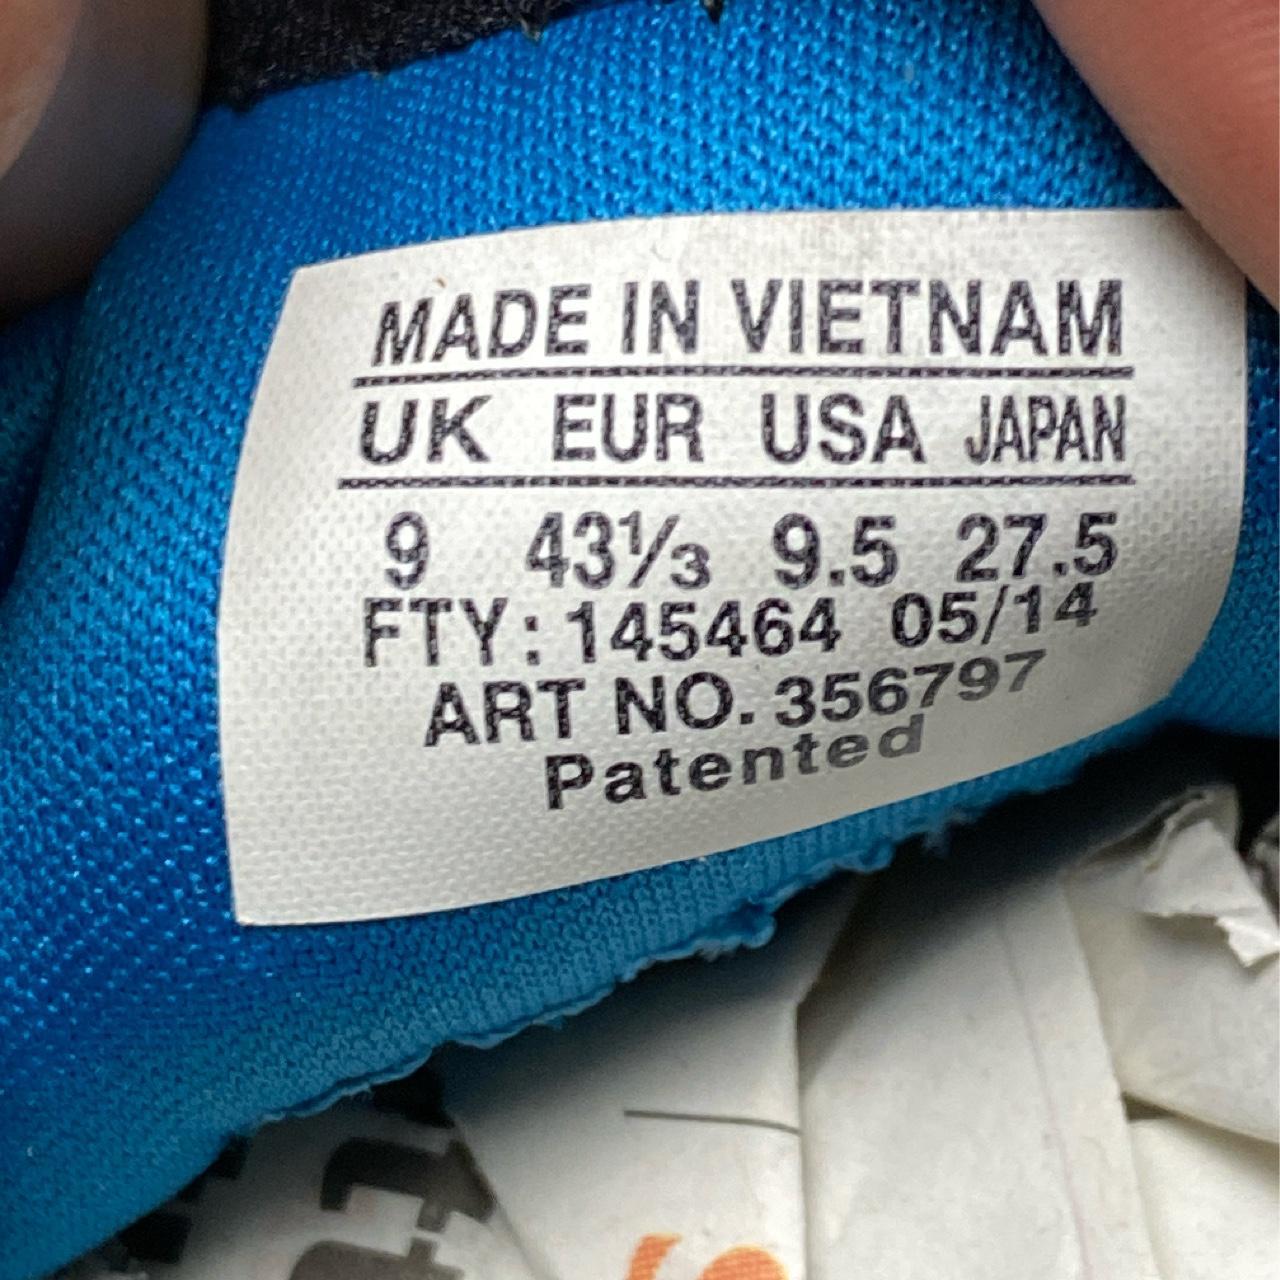 MADE IN VIETNAM
UK EUR USA JAPAN
9 43⅓ 9.5 27.5
FTY: 145464 05/14
ART NO. 356797
Patented